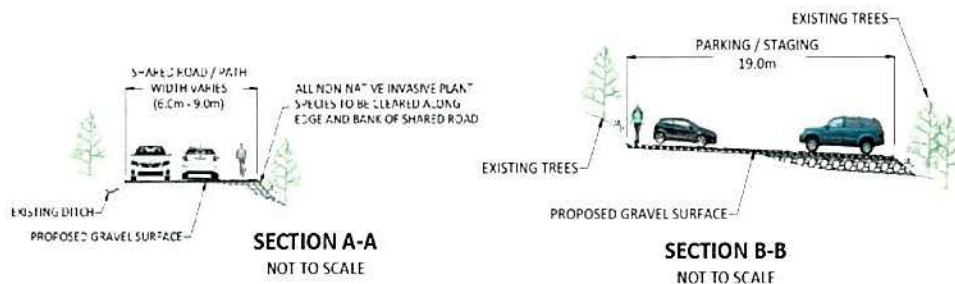 SHARED ROAD / PATH
WIDTH VARIES
(6.0m - 9.0m)
ALL NON NATIVE INVASIVE PLANT
SPECIES TO BE CLEARED ALONG
EDGE AND BANK OF SHARED ROAD
EXISTING DITCH
PROPOSED GRAVEL SURFACE
SECTION A-A
NOT TO SCALE
EXISTING TREES
PARKING / STAGING
19.0m
EXISTING TREES
PROPOSED GRAVEL SURFACE
SECTION B-B
NOT TO SCALE